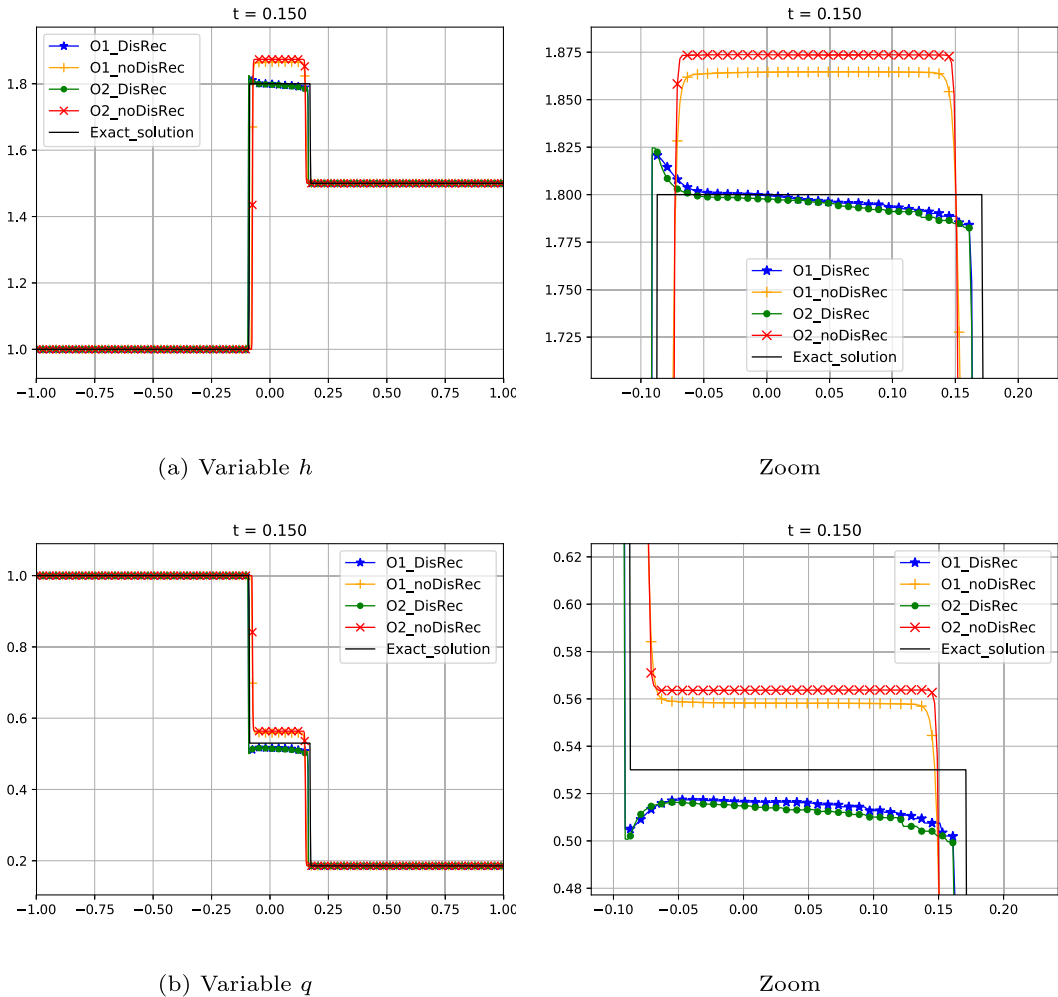 t = 0.150
O1_DisRec
O1_noDisRec
O2_DisRec
O2_noDisRec
Exact_solution
1.8
1.6
1.4
1.2
1.0
−1.00 −0.75 −0.50 −0.25 0.00 0.25 0.50 0.75 1.00
t = 0.150
1.875
1.850
1.825
1.800
1.775
1.750
1.725
O1_DisRec
O1_noDisRec
O2_DisRec
O2_noDisRec
Exact_solution
−0.10 −0.05 0.00 0.05 0.10 0.15 0.20
(a) Variable h
Zoom
t = 0.150
O1_DisRec
O1_noDisRec
O2_DisRec
O2_noDisRec
Exact_solution
1.0
0.8
0.6
0.4
0.2
−1.00 −0.75 −0.50 −0.25 0.00 0.25 0.50 0.75 1.00
t = 0.150
O1_DisRec
O1_noDisRec
O2_DisRec
O2_noDisRec
Exact_solution
0.62
0.60
0.58
0.56
0.54
0.52
0.50
0.48
−0.10 −0.05 0.00 0.05 0.10 0.15 0.20
(b) Variable q
Zoom